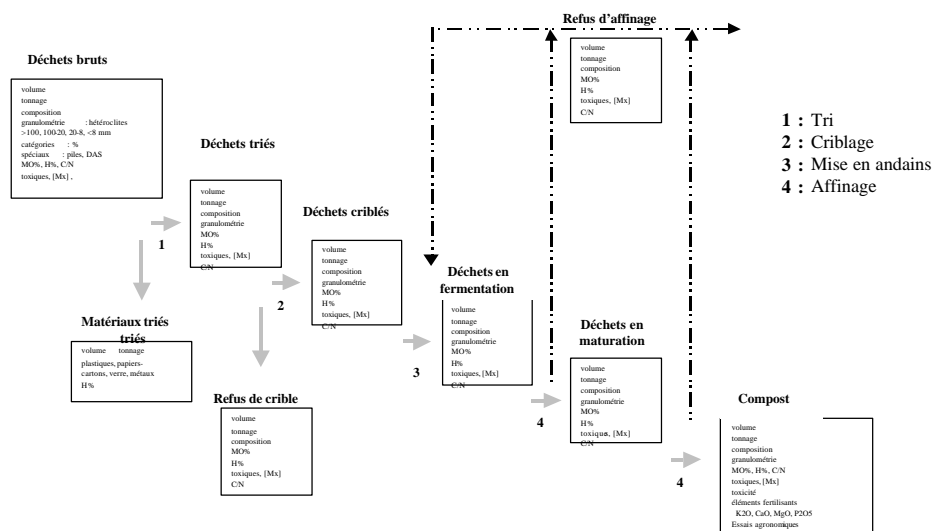 Refus d'affinage
volume
tonnage
composition
MO%
H%
toxiques, [Mx]
C/N
Déchets bruts
volume
tonnage
composition
granulométrie : hétéroclites
>100, 100-20, 20-8, <8 mm
catégories : %
spéciaux : piles, DAS
MO%, H%, C/N
toxiques, [Mx] ,
1 : Tri
2 : Criblage
3 : Mise en andains
4 : Affinage
Déchets triés
volume
tonnage
composition
granulométrie
MO%
H%
toxiques, [Mx]
C/N
1
Déchets criblés
volume
tonnage
composition
granulométrie
MO%
H%
toxiques, [Mx]
C/N
2
Déchets en
fermentation
volume
tonnage
composition
granulométrie
MO%
H%
toxiques, [Mx]
C/N
3
Matériaux triés
triés
volume tonnage
plastiques, papiers-
cartons, verre, métaux
H%
Refus de crible
volume
tonnage
composition
MO%
H%
toxiques, [Mx]
C/N
Déchets en
maturation
volume
tonnage
composition
granulométrie
MO%
H%
toxiques, [Mx]
C/N
4
Compost
volume
tonnage
composition
granulométrie
MO%, H%, C/N
toxiques, [Mx]
toxicité
éléments fertilisants
K2O, CaO, MgO, P2O5
Essais agronomiques
4